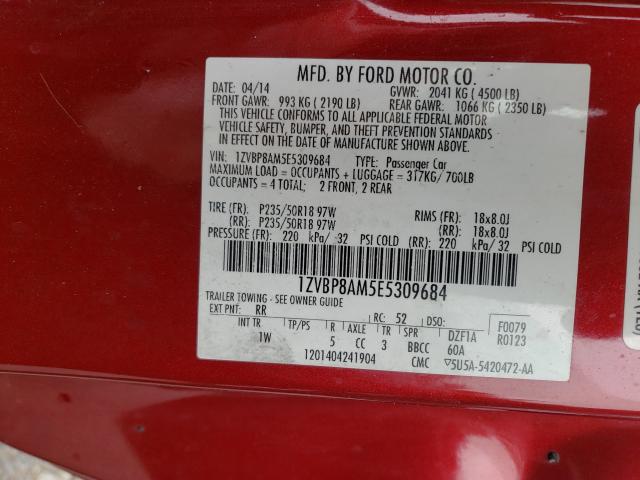 MFD. BY FORD MOTOR CO.
DATE: 04/14 GVWR: 2041 KG ( 4500 LB)
FRONT GAWR: 993 KG ( 2190 LB) REAR GAWR: 1066 KG ( 2350 LB)
THIS VEHICLE CONFORMS TO ALL APPLICABLE FEDERAL MOTOR
VEHICLE SAFETY, BUMPER, AND THEFT PREVENTION STANDARDS
IN EFFECT ON THE DATE OF MANUFACTURE SHOWN ABOVE.
VIN: 1ZVBP8AM5E5309684 TYPE: Passenger Car
MAXIMUM LOAD = OCCUPANTS + LUGGAGE = 317KG/ 700LB
OCCUPANTS = 4 TOTAL; 2 FRONT, 2 REAR
TIRE (FR): P235/50R18 97W RIMS (FR): 18x8.0J
(RR): P235/50R18 97W (RR): 18x8.0J
PRESSURE (FR): 220 kPa/ 32 PSI COLD (RR): 220 kPa/ 32 PSI COLD
1ZVBP8AM5E5309684
TRAILER TOWING - SEE OWNER GUIDE
EXT PNT: RR RC: 52 DSO: F0079
INT TR TP/PS R AXLE TR SPR DZF1A R0123
1W 5 CC 3 BBCC 60A
1201404241904 CMC ▽5U5A-5420472-AA